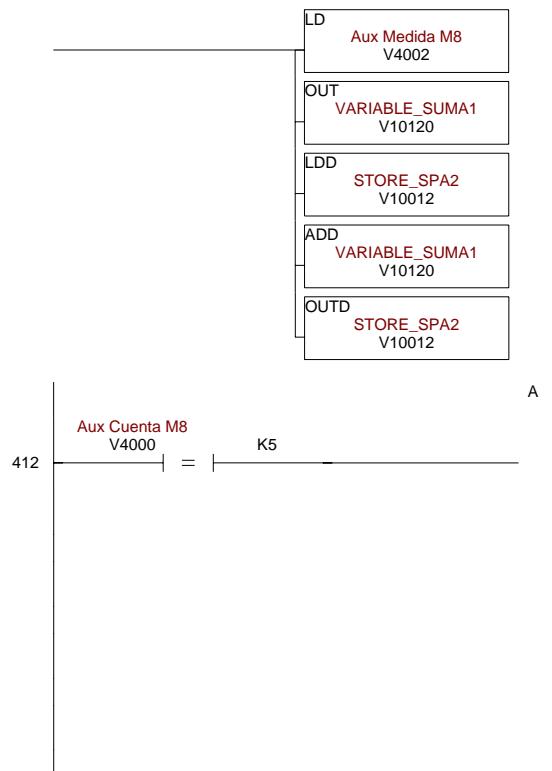 LD
Aux Medida M8
V4002
OUT
VARIABLE_SUMA1
V10120
LDD
STORE_SPA2
V10012
ADD
VARIABLE_SUMA1
V10120
OUTD
STORE_SPA2
V10012
A
Aux Cuenta M8
412 V4000 = K5